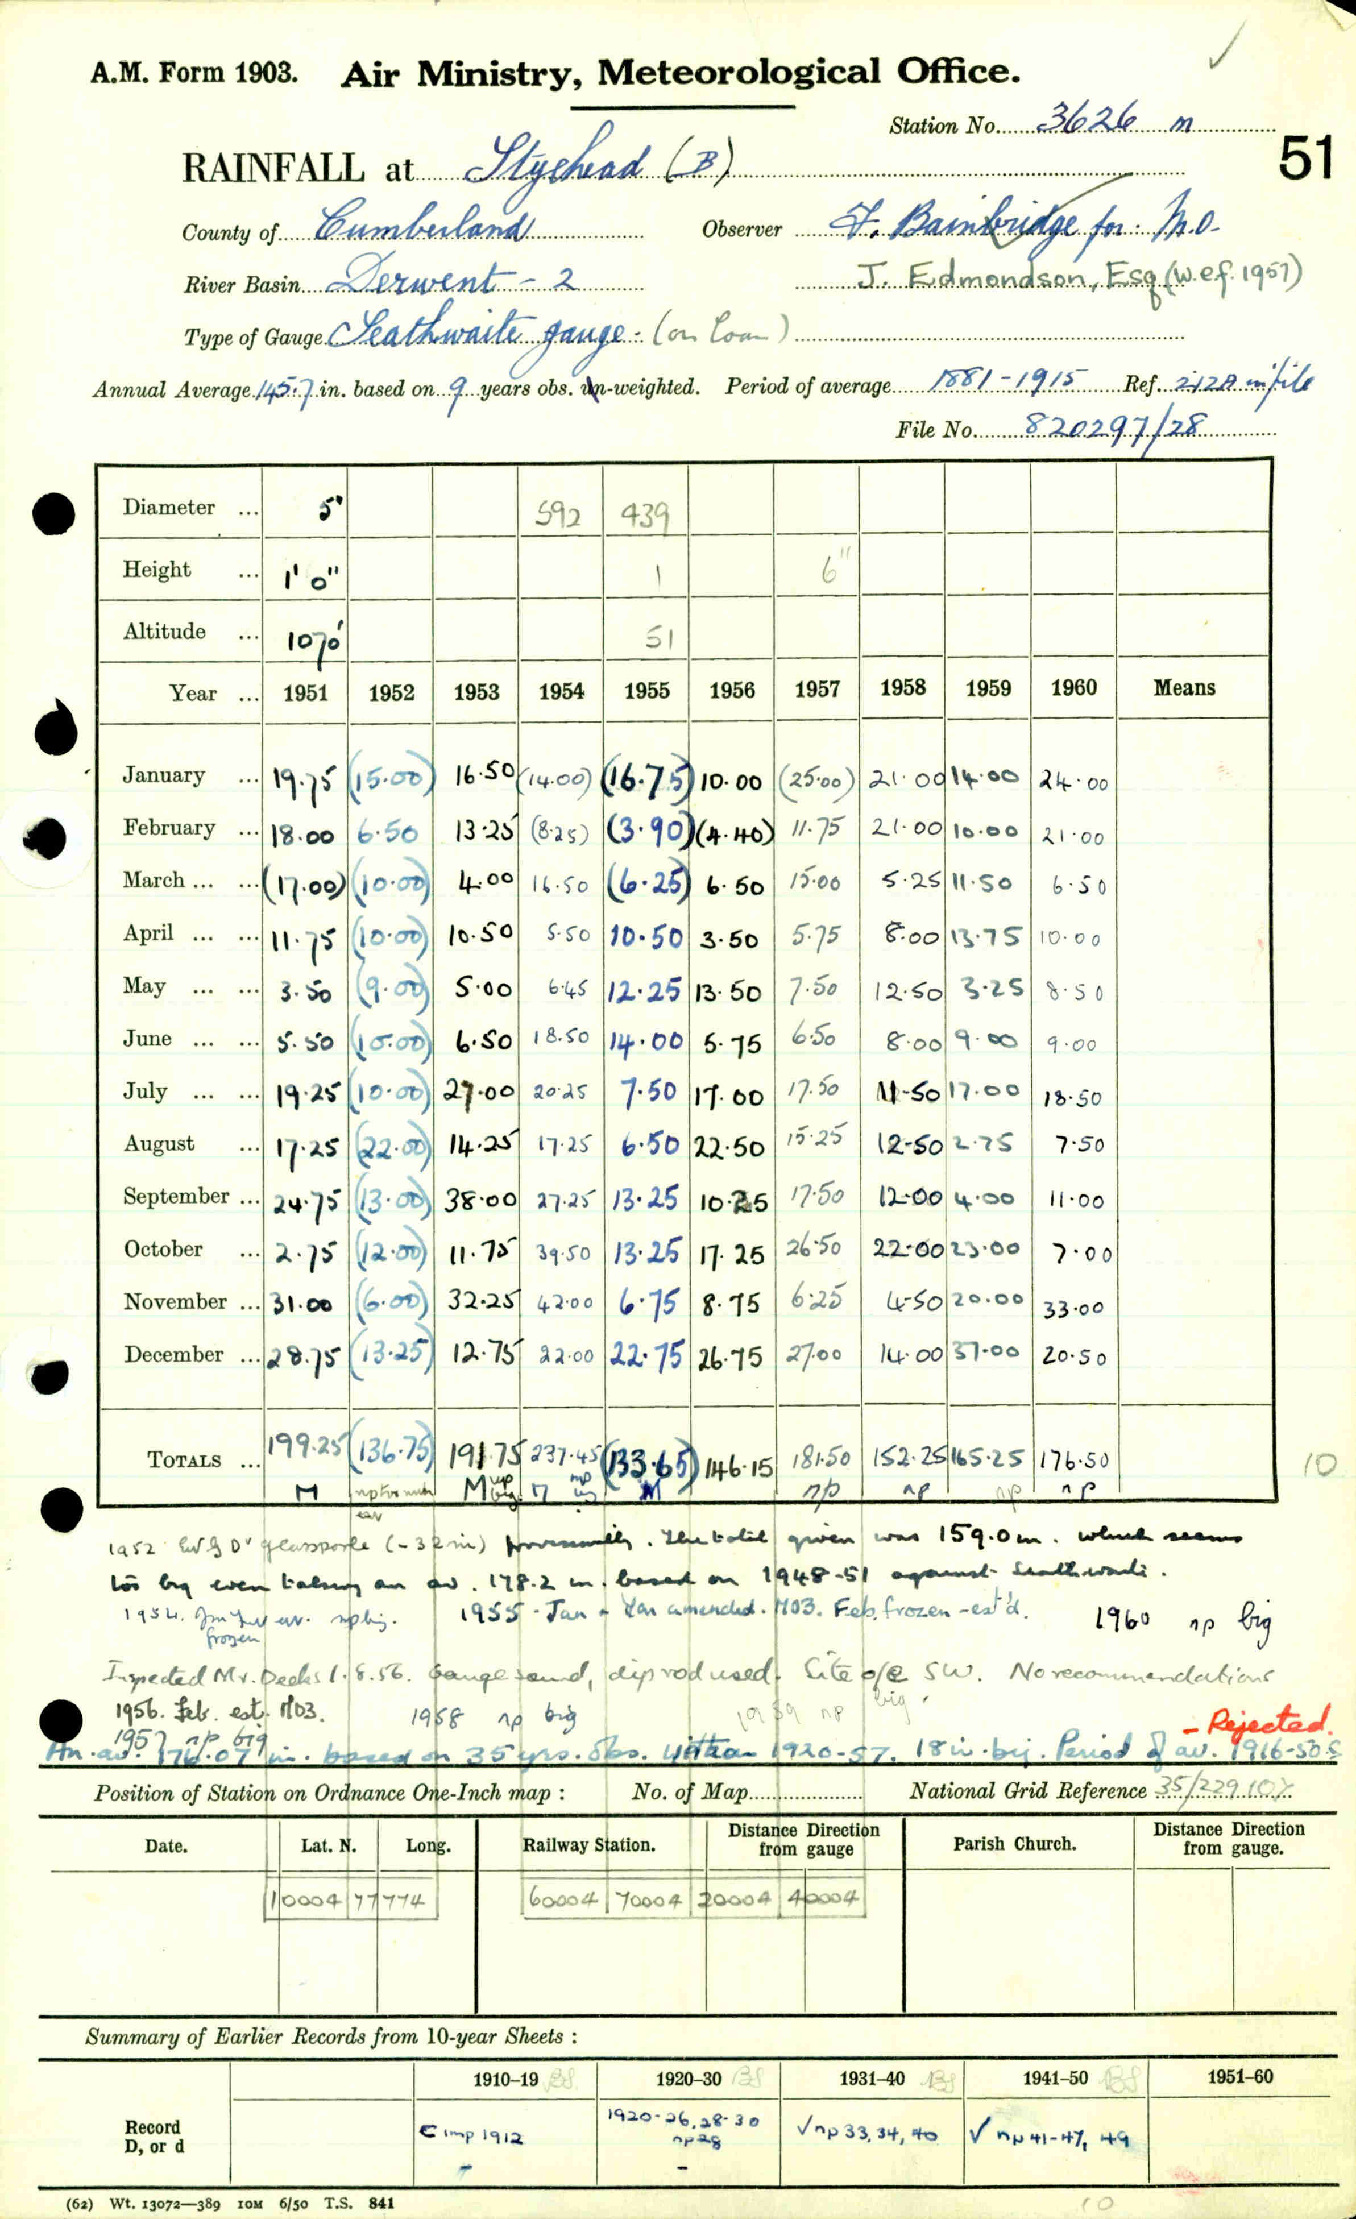 A.M. Form 1903. Air Ministry, Meteorological Office.
Station No. 3626 m
51
RAINFALL at Styehead (B)
County of Cumberland Observer F. Bainbridge for M.O.
River Basin Derwent - 2 J. Edmondson, Esq (w.e.f. 1957)
Type of Gauge Seathwaite gauge - (on loan)
Annual Average 145.7 in. based on 9 years obs. un-weighted. Period of average 1881-1915 Ref. 212A in file
File No. 820297/28
Diameter ... 5" 592 439
Height ... 1' 0" 1 6"
Altitude ... 1070' 51
Year ... 1951 1952 1953 1954 1955 1956 1957 1958 1959 1960 Means
January ... 19.75 (15.00) 16.50 (14.00) (16.75) 10.00 (25.00) 21.00 14.00 24.00
February ... 18.00 6.50 13.25 (8.25) (3.90) (4.40) 11.75 21.00 10.00 21.00
March ... ... (17.00) (10.00) 4.00 16.50 (6.25) 6.50 15.00 5.25 11.50 6.50
April ... ... 11.75 (10.00) 10.50 5.50 10.50 3.50 5.75 8.00 13.75 10.00
May ... ... 3.50 (9.00) 5.00 6.45 12.25 13.50 7.50 12.50 3.25 8.50
June ... ... 5.50 (10.00) 6.50 18.50 14.00 5.75 6.50 8.00 9.00 9.00
July ... ... 19.25 (10.00) 27.00 20.25 7.50 17.00 17.50 11.50 17.00 18.50
August ... 17.25 (22.00) 14.25 17.25 6.50 22.50 15.25 12.50 2.75 7.50
September ... 24.75 (13.00) 38.00 27.25 13.25 10.25 17.50 12.00 4.00 11.00
October ... 2.75 (12.00) 11.75 39.50 13.25 17.25 26.50 22.00 23.00 7.00
November ... 31.00 (6.00) 32.25 42.00 6.75 8.75 6.25 4.50 20.00 33.00
December ... 28.75 (13.25) 12.75 22.00 22.75 26.75 27.00 14.00 37.00 20.50
TOTALS ... 199.25 (136.75) 191.75 237.45 (133.65) 146.15 181.50 152.25 165.25 176.50
10
M M np big M np np np np
1952 (-32 in) provisionally. The total given was 159.0 in. which seems
too big even taking an av. 178.2 in. based on 1948-51 against Seathwaite.
1954. frozen 1955 - Jan + Mar amended. M03. Feb. frozen - est'd. 1960 np big
Inspected Mr. Deeks 1.8.56. Gauge sound, dip rod used. Site o/e SW. No recommendations
1956. Feb. est. M03. 1958 np big 1959 np big.
1957 np big - Rejected.
An. av. 176.07 in. based on 35 yrs. obs. within 1920-57. 18 in. big. Period of av. 1916-50
Position of Station on Ordnance One-Inch map : No. of Map National Grid Reference 35/229107
Date. Lat. N. Long. Railway Station. Distance Direction from gauge Parish Church. Distance Direction from gauge.
10004 77774 60004 70004 20004 40004
Summary of Earlier Records from 10-year Sheets :
1910-19 BS 1920-30 BS 1931-40 BS 1941-50 BS 1951-60
Record D, or d C imp 1912 1920-26, 28-30 np 28 √ np 33, 34, 40 √ np 41-47, 49
- -
(62) Wt. 13072—389 10M 6/50 T.S. 841
10